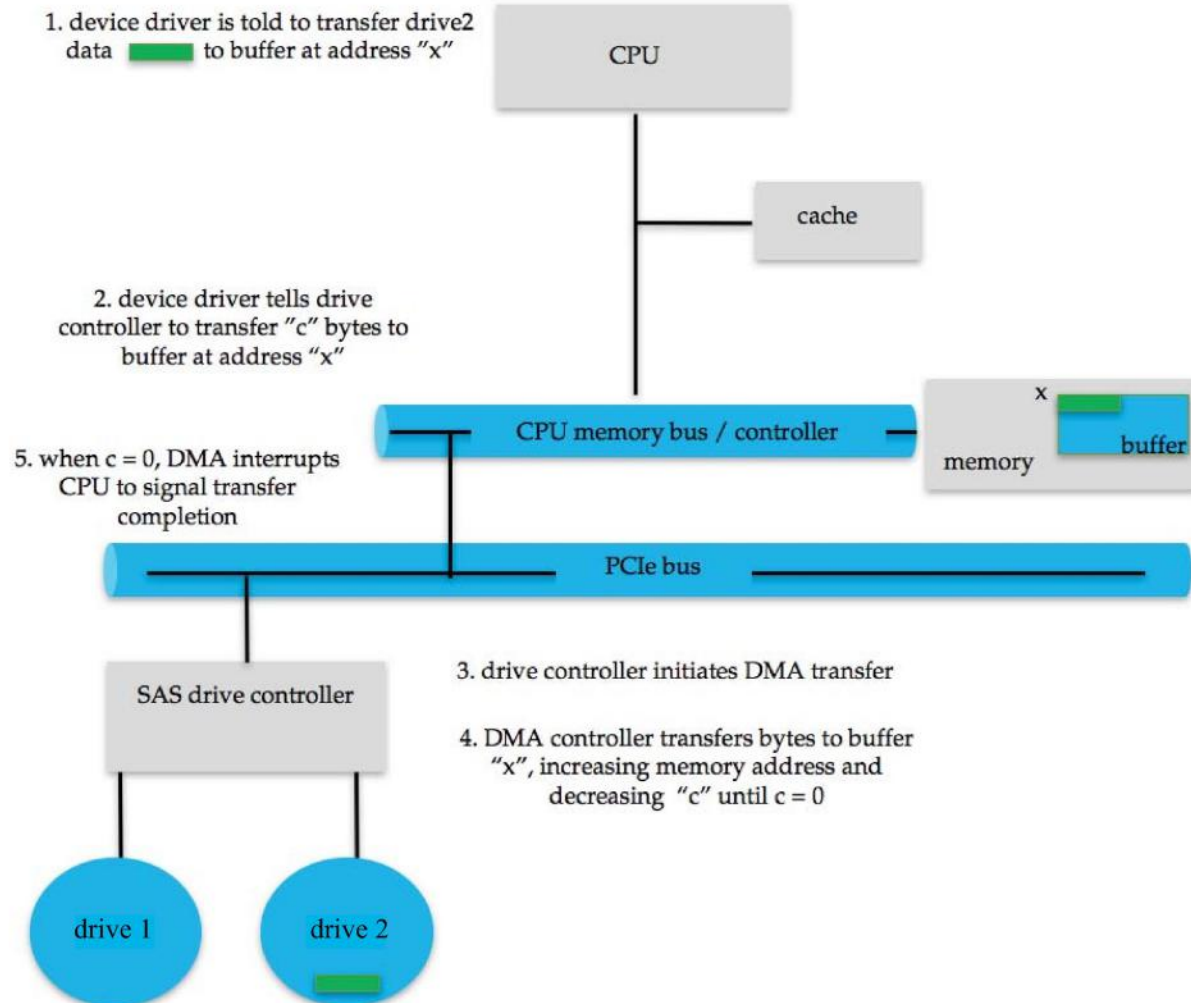 1. device driver is told to transfer drive2
data to buffer at address "x"
CPU
cache
2. device driver tells drive
controller to transfer "c" bytes to
buffer at address "x"
x
CPU memory bus / controller
buffer
memory
5. when c = 0, DMA interrupts
CPU to signal transfer
completion
PCIe bus
3. drive controller initiates DMA transfer
SAS drive controller
4. DMA controller transfers bytes to buffer
"x", increasing memory address and
decreasing "c" until c = 0
drive 1
drive 2